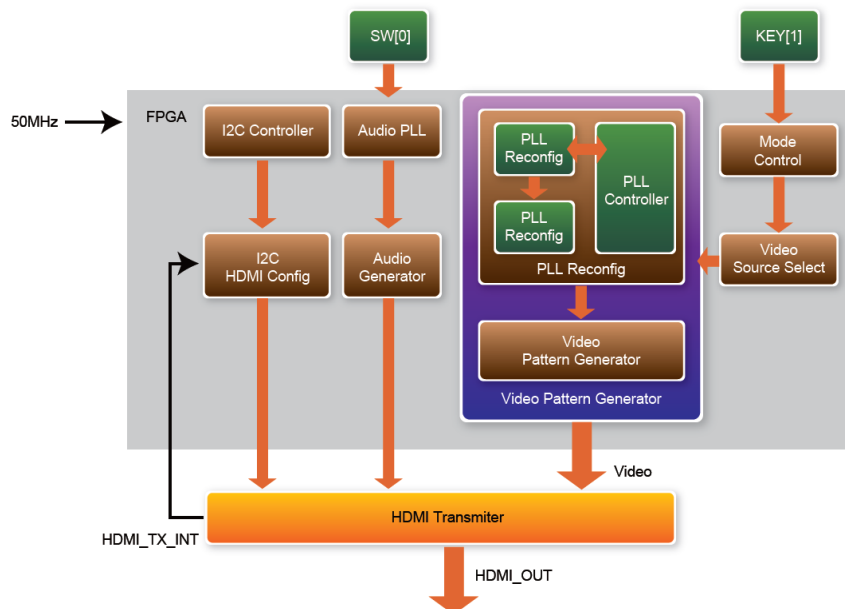 SW[0]
KEY[1]
50MHz
FPGA
I2C Controller
Audio PLL
PLL
Reconfig
PLL
Controller
Mode
Control
PLL
Reconfig
I2C
HDMI Config
Audio
Generator
PLL Reconfig
Video
Source Select
Video
Pattern Generator
Video Pattern Generator
Video
HDMI Transmiter
HDMI_TX_INT
HDMI_OUT